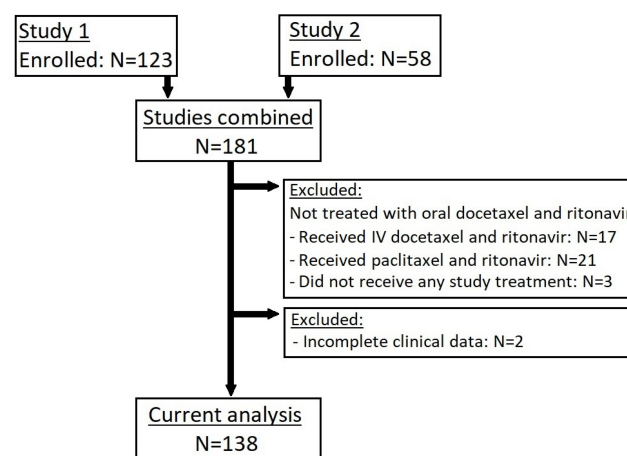 Study 1
Enrolled: N=123
Study 2
Enrolled: N=58
Studies combined
N=181
Excluded:
Not treated with oral docetaxel and ritonavir
- Received IV docetaxel and ritonavir: N=17
- Received paclitaxel and ritonavir: N=21
- Did not receive any study treatment: N=3
Excluded:
- Incomplete clinical data: N=2
Current analysis
N=138